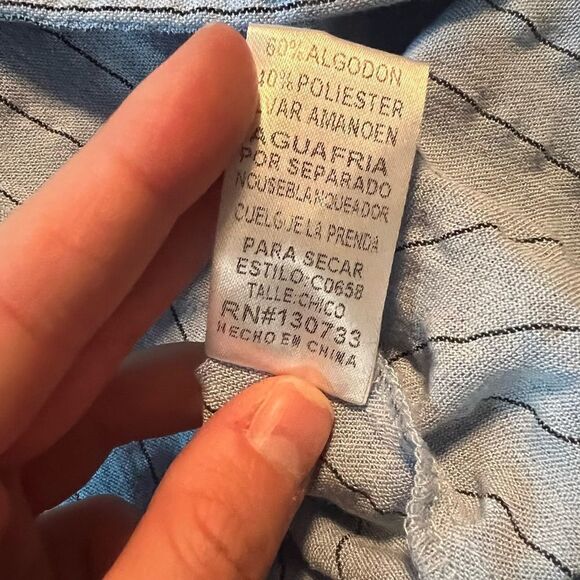 60% ALGODON
40% POLIESTER
AMANOEN
AGUAFRIA
POR SEPARADO
NOUSEBLANQUEADOR
CUELGUE LA PRENDA
PARA SECAR
ESTILO:C0658
TALLE:CHICO
RN#130733
HECHO EN CHINA